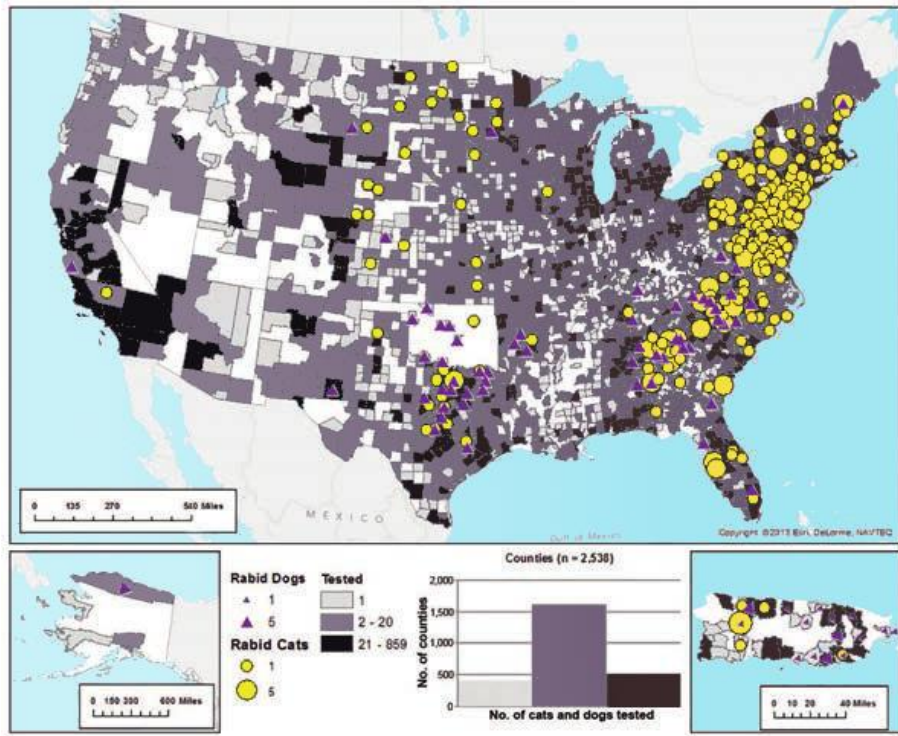 0 135 270 540 Miles
MEXICO
Gulf of Mexico
Copyright ©2013 Esri, DeLorme, NAVTEQ
0 150 300 600 Miles
Rabid Dogs
1
5
Rabid Cats
1
5
Tested
1
2 - 20
21 - 859
Counties (n = 2,538)
No. of counties
2,000
1,500
1,000
500
0
No. of cats and dogs tested
0 10 20 40 Miles